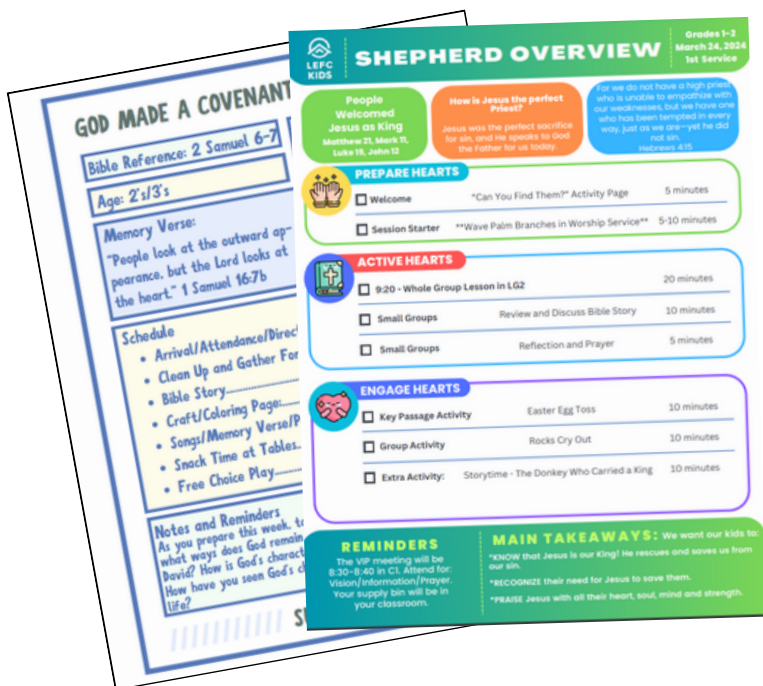 GOD MADE A COVENANT
Bible Reference: 2 Samuel 6-7
Age: 2's/3's
Memory Verse:
"People look at the outward ap-
pearance, but the Lord looks at
the heart." 1 Samuel 16:7b
Schedule
• Arrival/Attendance/Direc
• Clean Up and Gather For
• Bible Story
• Craft/Coloring Page:
• Songs/Memory Verse/P
• Snack Time at Tables
• Free Choice Play
Notes and Reminders
As you prepare this week,
what ways does God remain
David? How is God's charact
How have you seen God's c
life?
LEFC
KIDS
SHEPHERD OVERVIEW
Grades 1-2
March 24, 2024
1st Service
People
Welcomed
Jesus as King
Matthew 21, Mark 11,
Luke 19, John 12
How is Jesus the perfect
Priest?
Jesus was the perfect sacrifice
for sin, and He speaks to God
the Father for us today.
For we do not have a high priest
who is unable to empathize with
our weaknesses, but we have one
who has been tempted in every
way, just as we are—yet he did
not sin.
Hebrews 4:15
PREPARE HEARTS
Welcome "Can You Find Them?" Activity Page 5 minutes
Session Starter **Wave Palm Branches in Worship Service** 5-10 minutes
ACTIVE HEARTS
9:20 - Whole Group Lesson in LG2 20 minutes
Small Groups Review and Discuss Bible Story 10 minutes
Small Groups Reflection and Prayer 5 minutes
ENGAGE HEARTS
Key Passage Activity Easter Egg Toss 10 minutes
Group Activity Rocks Cry Out 10 minutes
Extra Activity: Storytime - The Donkey Who Carried a King 10 minutes
REMINDERS
The VIP meeting will be
8:30-8:40 in C1. Attend for:
Vision/Information/Prayer.
Your supply bin will be in
your classroom.
MAIN TAKEAWAYS: We want our kids to:
*KNOW that Jesus is our King! He rescues and saves us from
our sin.
*RECOGNIZE their need for Jesus to save them.
*PRAISE Jesus with all their heart, soul, mind and strength.